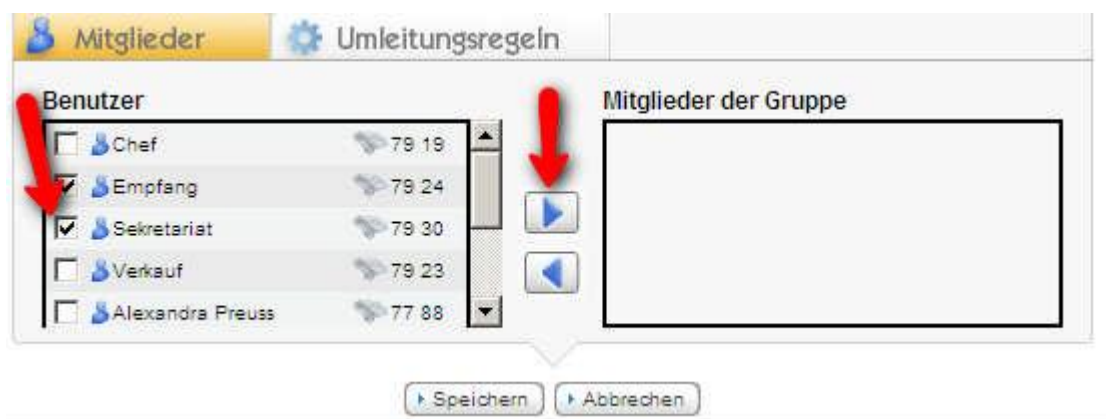 Mitglieder Umleitungsregeln
Benutzer Mitglieder der Gruppe
Chef 79 19
Empfang 79 24
Sekretariat 79 30
Verkauf 79 23
Alexandra Preuss 77 88
Speichern Abbrechen